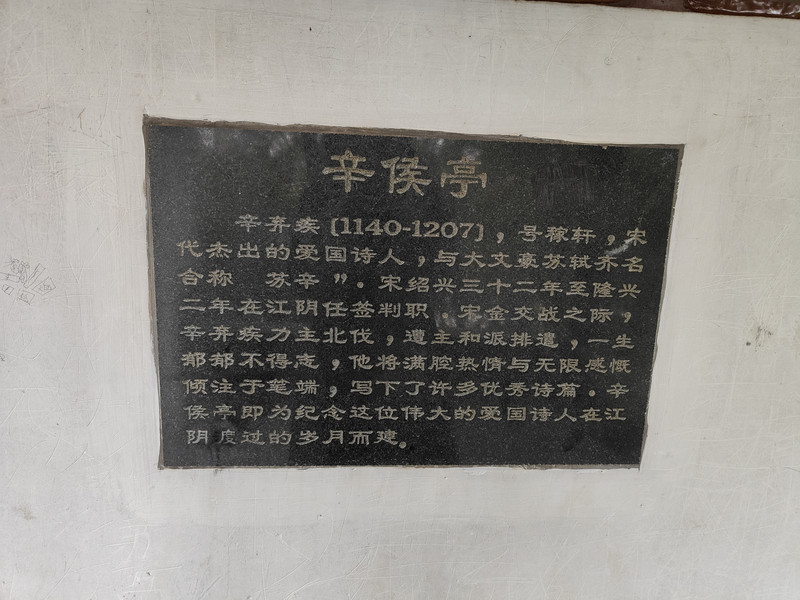 辛侯亭
辛弃疾[1140-1207]，号稼轩，宋
代杰出的爱国诗人，与大文豪苏轼齐名
合称 苏辛”．宋绍兴三十二年至隆兴
二年在江阴任签判职．宋金交战之际，
辛弃疾力主北伐，遭主和派排遣，一生
郁郁不得志，他将满腔热情与无限感慨
倾注于笔端，写下了许多优秀诗篇．辛
侯亭即为纪念这位伟大的爱国诗人在江
阴度过的岁月而建。